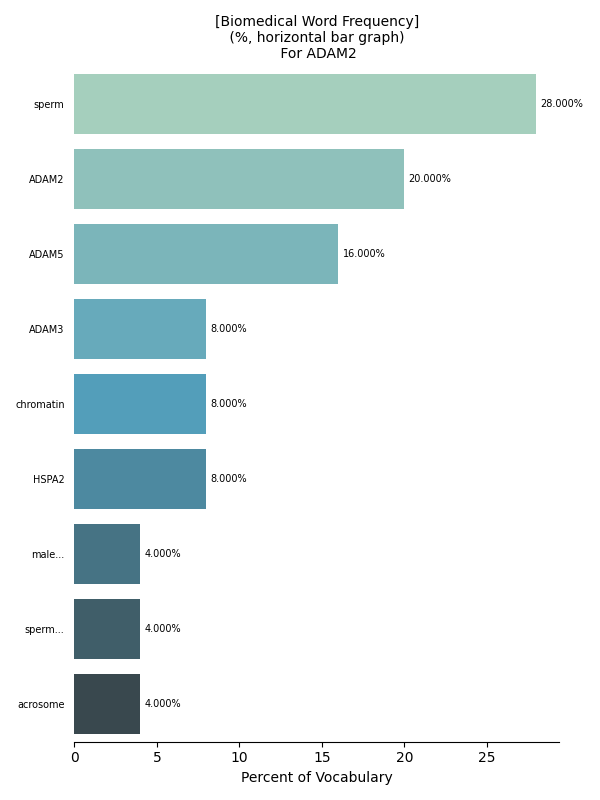 [Biomedical Word Frequency]
(%, horizontal bar graph)
For ADAM2
sperm
28.000%
ADAM2
20.000%
ADAM5
16.000%
ADAM3
8.000%
chromatin
8.000%
HSPA2
8.000%
male...
4.000%
sperm...
4.000%
acrosome
4.000%
0 5 10 15 20 25
Percent of Vocabulary